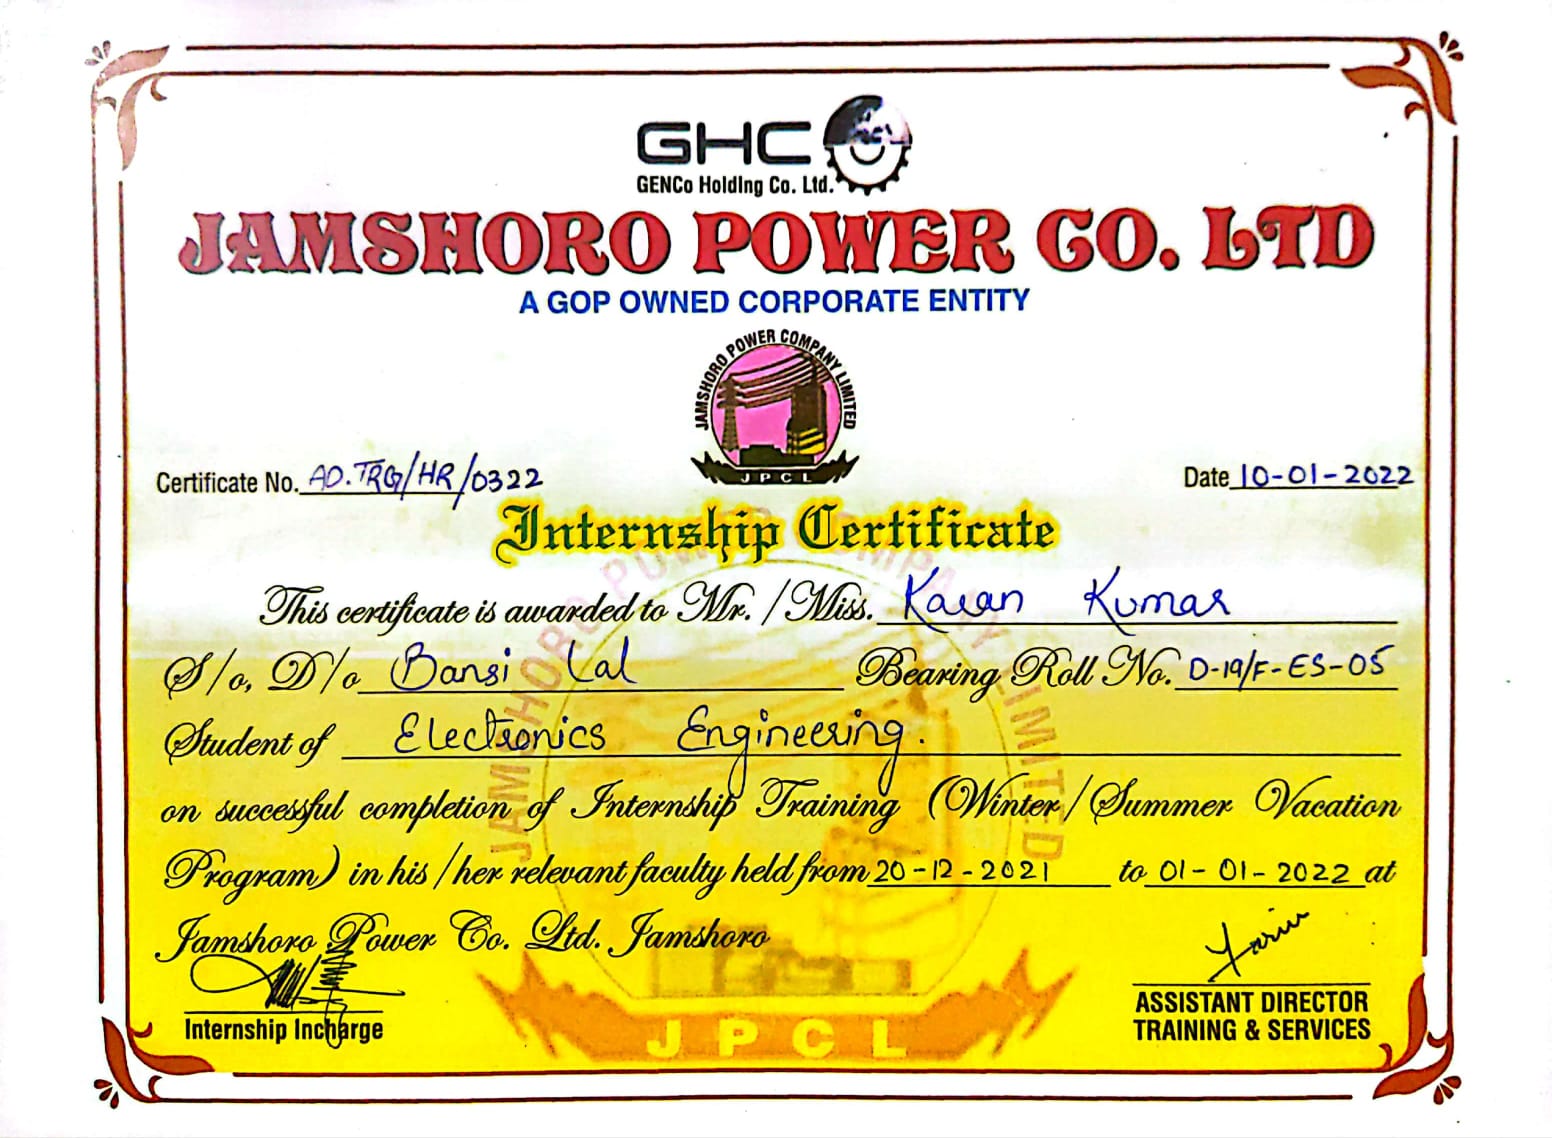 GHC
GENCo Holding Co. Ltd.
JAMSHORO POWER CO. LTD
A GOP OWNED CORPORATE ENTITY
JAMSHORO POWER COMPANY LIMITED
JPCL
Certificate No. AD.TRG/HR/0322 Date 10-01-2022
Internship Certificate
This certificate is awarded to Mr. / Miss. Karan Kumar
S/o, D/o Bansi Lal Bearing Roll No. D-19/F-ES-05
Student of Electronics Engineering.
on successful completion of Internship Training (Winter/Summer Vacation
Program) in his / her relevant faculty held from 20-12-2021 to 01-01-2022 at
Jamshoro Power Co. Ltd. Jamshoro
Internship Incharge
ASSISTANT DIRECTOR
TRAINING & SERVICES
JAMSHORO POWER COMPANY LIMITED
JPCL